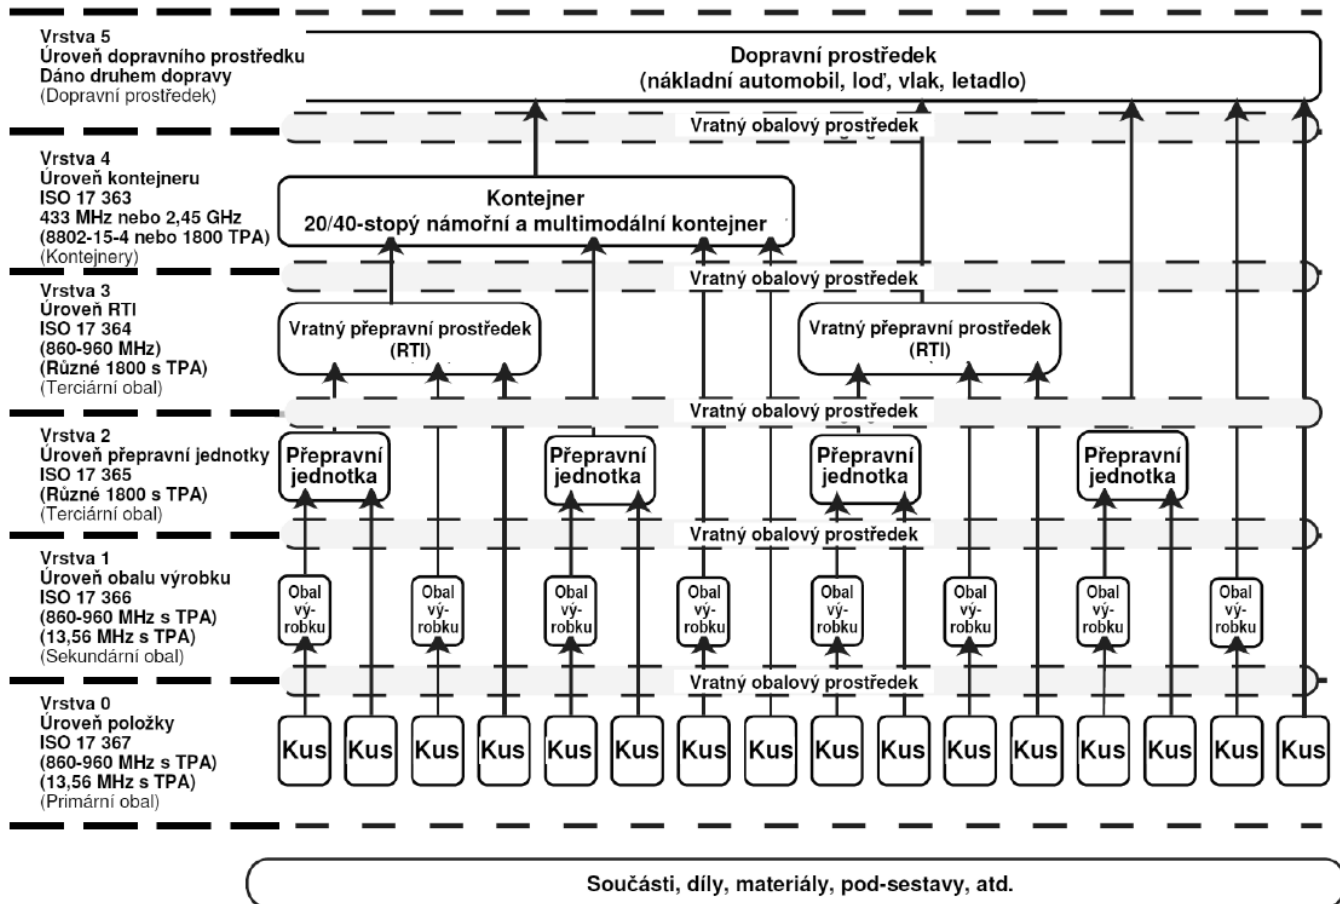 Vrstva 5
Úroveň dopravního prostředku
Dáno druhem dopravy
(Dopravní prostředek)
Dopravní prostředek
(nákladní automobil, loď, vlak, letadlo)
Vratný obalový prostředek
Vrstva 4
Úroveň kontejneru
ISO 17 363
433 MHz nebo 2,45 GHz
(8802-15-4 nebo 1800 TPA)
(Kontejnery)
Kontejner
20/40-stopý námořní a multimodální kontejner
Vratný obalový prostředek
Vrstva 3
Úroveň RTI
ISO 17 364
(860-960 MHz)
(Různé 1800 s TPA)
(Terciární obal)
Vratný přepravní prostředek
(RTI)
Vratný přepravní prostředek
(RTI)
Vratný obalový prostředek
Vrstva 2
Úroveň přepravní jednotky
ISO 17 365
(Různé 1800 s TPA)
(Terciární obal)
Přepravní
jednotka
Přepravní
jednotka
Přepravní
jednotka
Přepravní
jednotka
Vratný obalový prostředek
Vrstva 1
Úroveň obalu výrobku
ISO 17 366
(860-960 MHz s TPA)
(13,56 MHz s TPA)
(Sekundární obal)
Obal
vý-
robku
Obal
vý-
robku
Obal
vý-
robku
Obal
vý-
robku
Obal
vý-
robku
Obal
vý-
robku
Obal
vý-
robku
Obal
vý-
robku
Vratný obalový prostředek
Vrstva 0
Úroveň položky
ISO 17 367
(860-960 MHz s TPA)
(13,56 MHz s TPA)
(Primární obal)
Kus Kus Kus Kus Kus Kus Kus Kus Kus Kus Kus Kus Kus Kus Kus Kus
Součásti, díly, materiály, pod-sestavy, atd.